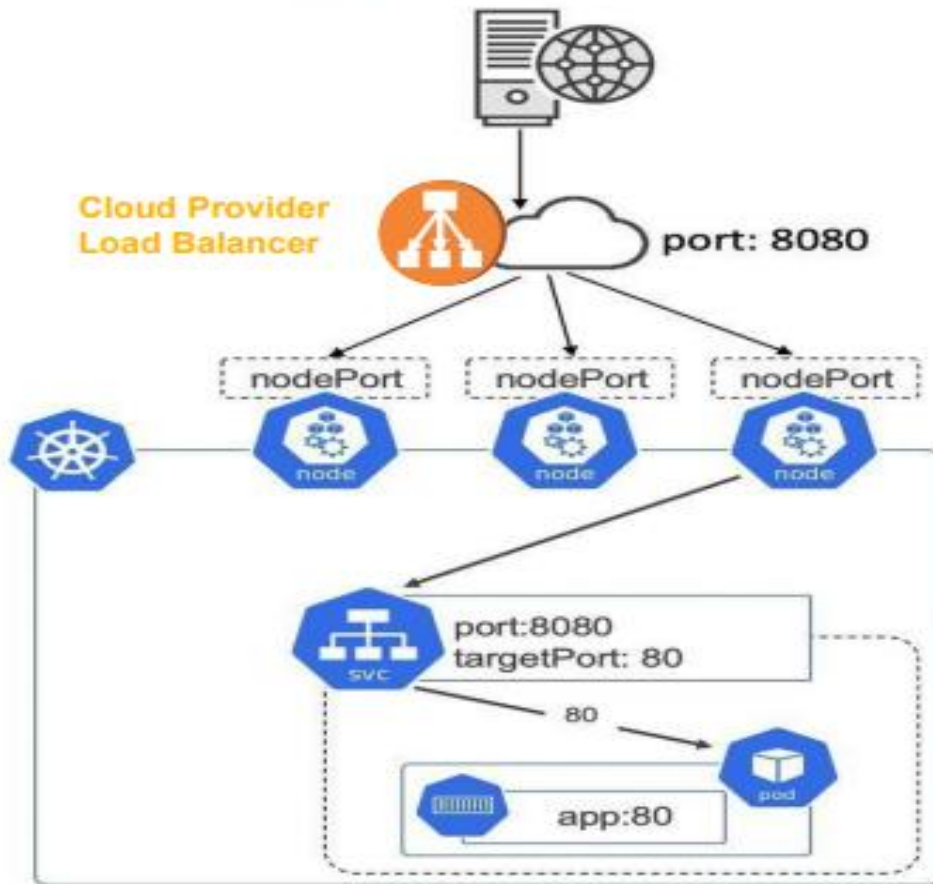 Cloud Provider
Load Balancer
port: 8080
nodePort
nodePort
nodePort
node
node
node
port:8080
targetPort: 80
svc
80
pod
app:80